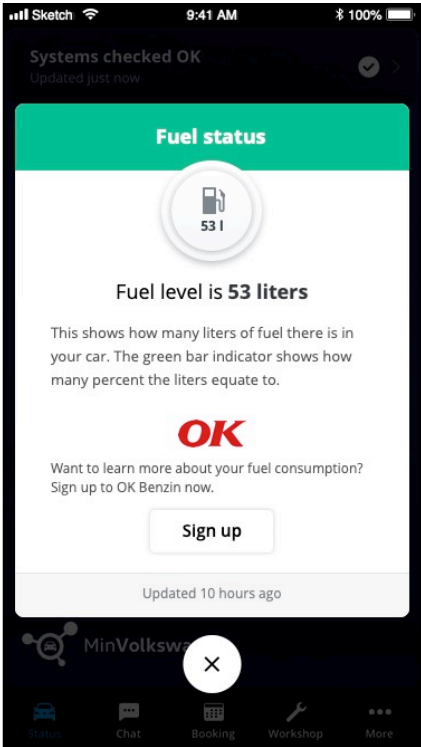 Sketch 9:41 AM 100%
Systems checked OK
Updated just now
Fuel status
53 l
Fuel level is 53 liters
This shows how many liters of fuel there is in
your car. The green bar indicator shows how
many percent the liters equate to.
OK
Want to learn more about your fuel consumption?
Sign up to OK Benzin now.
Sign up
Updated 10 hours ago
MinVolkswa
Status Chat Booking Workshop More